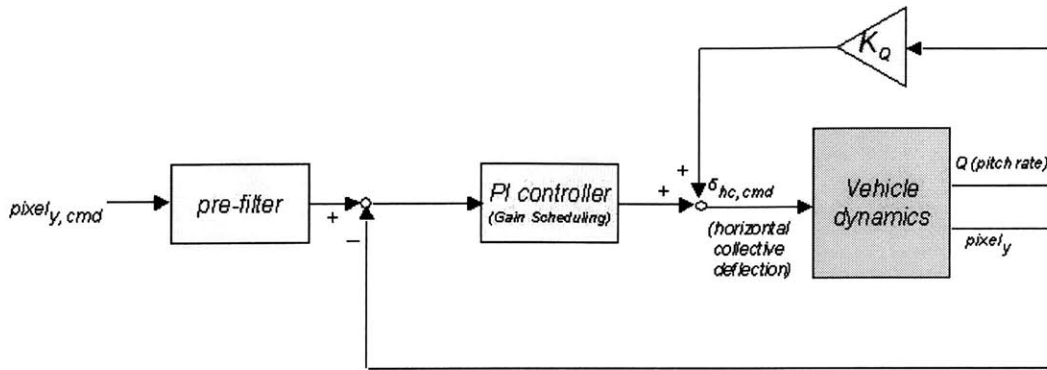 K_Q
pixel_y, cmd
pre-filter
+
−
PI controller
(Gain Scheduling)
+
+
δ_hc, cmd
(horizontal
collective
deflection)
Vehicle
dynamics
Q (pitch rate)
pixel_y